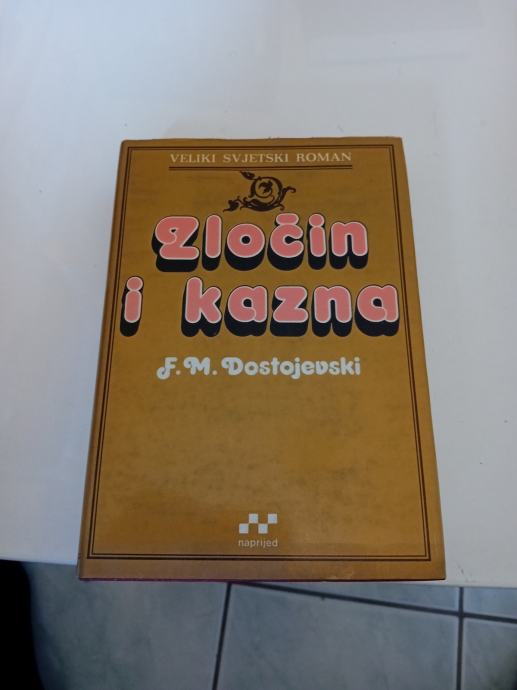 VELIKI SVJETSKI ROMAN
Zločin
i kazna
F. M. Dostojevski
naprijed